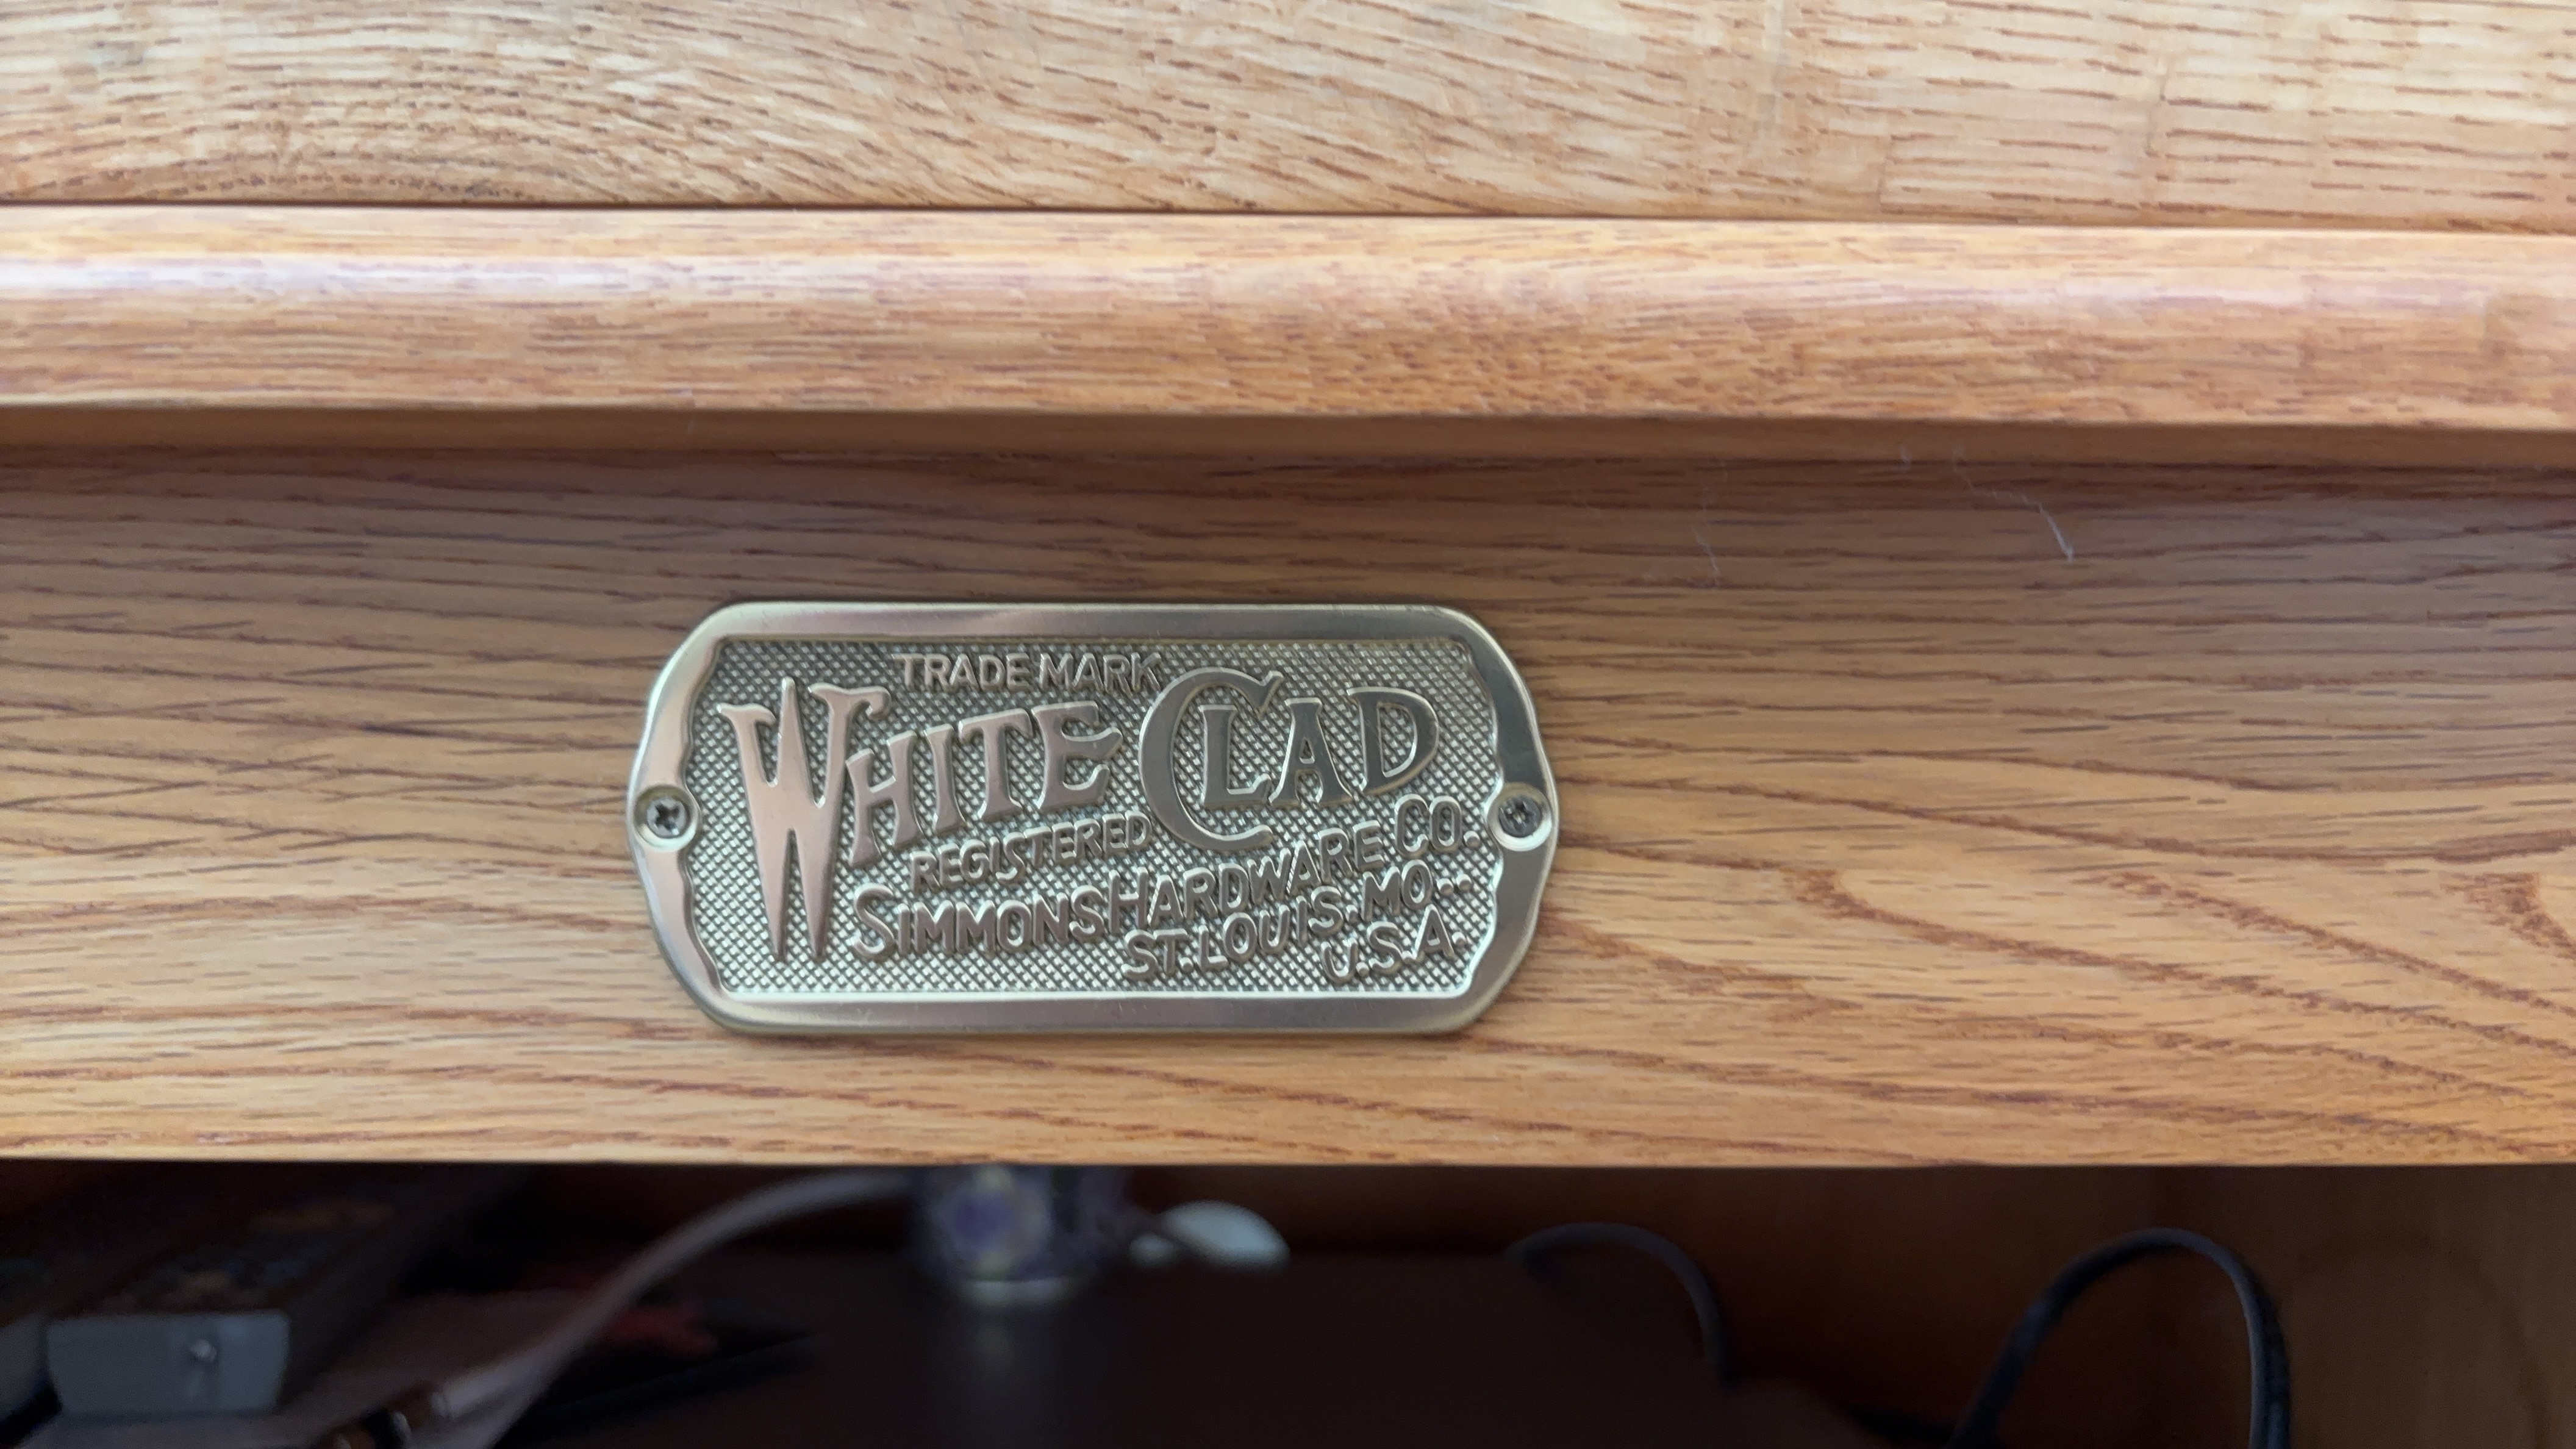 TRADE MARK
WHITE CLAD
REGISTERED
SIMMONS HARDWARE CO.
ST. LOUIS. MO..
U.S.A.